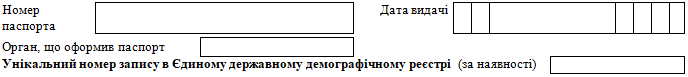 Номер паспорта Дата видачі
Орган, що оформив паспорт
Унікальний номер запису в Єдиному державному демографічному реєстрі (за наявності)